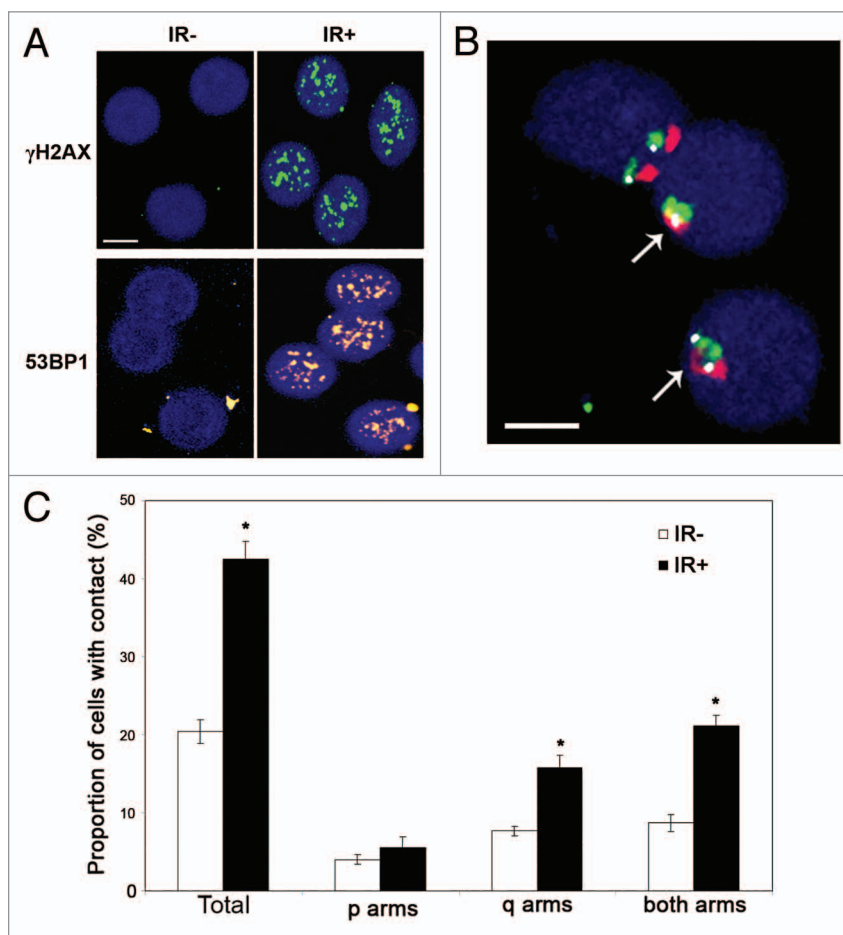 A
IR-
IR+
γH2AX
53BP1
B
C
Proportion of cells with contact (%)
50
40
30
20
10
0
*
*
*
IR-
IR+
Total
p arms
q arms
both arms